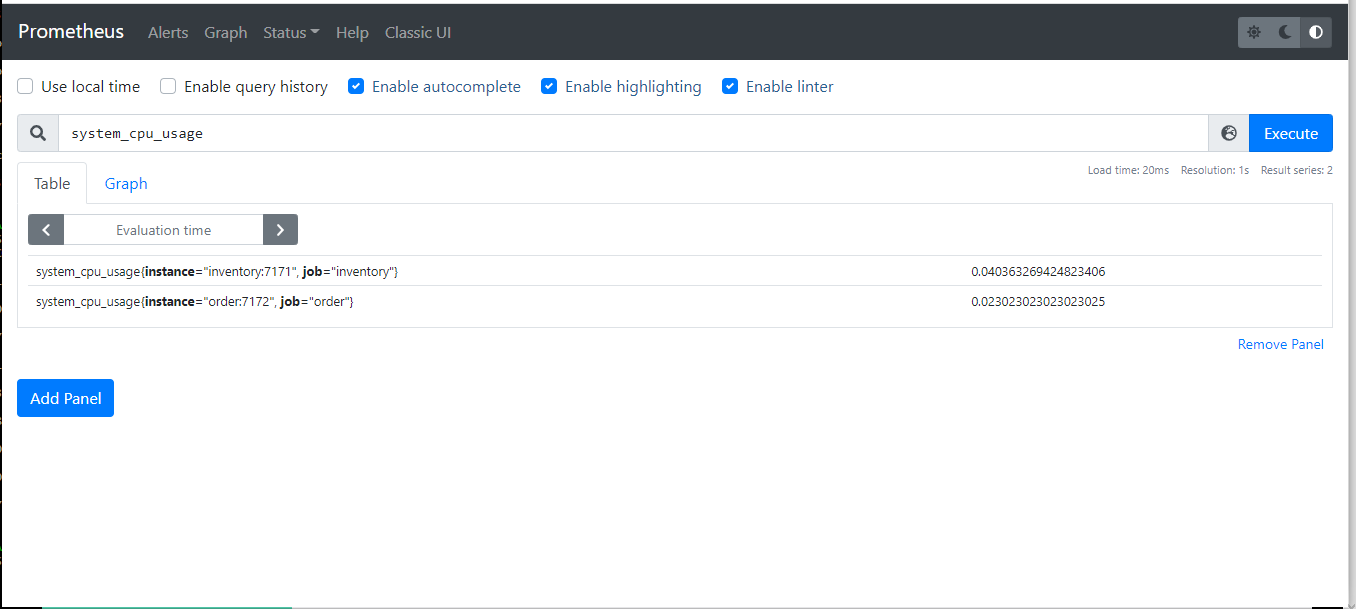 Prometheus Alerts Graph Status Help Classic UI
Use local time Enable query history Enable autocomplete Enable highlighting Enable linter
system_cpu_usage Execute
Load time: 20ms Resolution: 1s Result series: 2
Table Graph
Evaluation time
system_cpu_usage{instance="inventory:7171", job="inventory"} 0.040363269424823406
system_cpu_usage{instance="order:7172", job="order"} 0.023023023023023025
Remove Panel
Add Panel